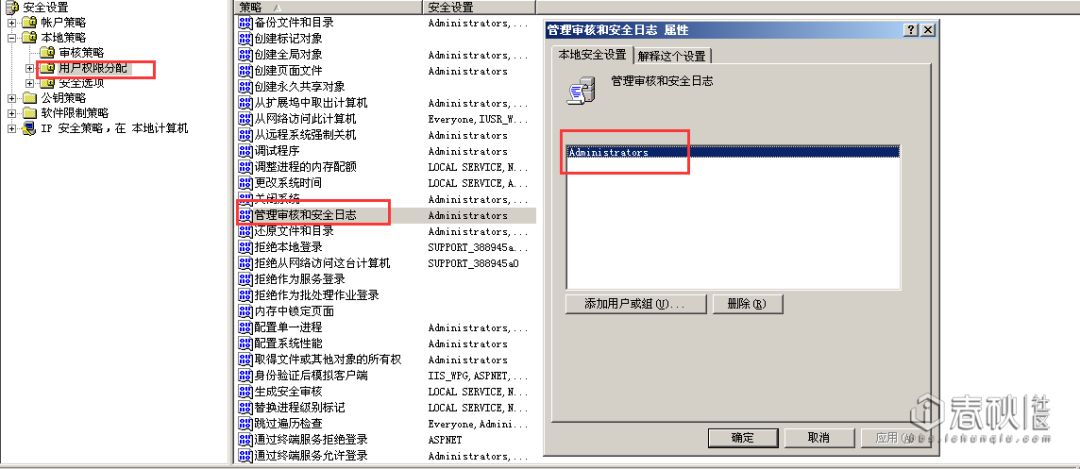 安全设置
帐户策略
本地策略
审核策略
用户权限分配
安全选项
公钥策略
软件限制策略
IP 安全策略，在 本地计算机
策略 安全设置
备份文件和目录 Administrators,...
创建标记对象
创建全局对象 Administrators,...
创建页面文件 Administrators
创建永久共享对象
从扩展坞中取出计算机 Administrators,...
从网络访问此计算机 Everyone,IUSR_W...
从远程系统强制关机 Administrators
调试程序 Administrators
调整进程的内存配额 LOCAL SERVICE,N...
更改系统时间 LOCAL SERVICE,A...
关闭系统 Administrators,...
管理审核和安全日志 Administrators
还原文件和目录 Administrators,...
拒绝本地登录 SUPPORT_388945a...
拒绝从网络访问这台计算机 SUPPORT_388945a0
拒绝作为服务登录
拒绝作为批处理作业登录
内存中锁定页面
配置单一进程 Administrators,...
配置系统性能 Administrators
取得文件或其他对象的所有权 Administrators
身份验证后模拟客户端 IIS_WPG,ASPNET,...
生成安全审核 LOCAL SERVICE,N...
替换进程级别标记 LOCAL SERVICE,N...
跳过遍历检查 Everyone,Admini...
通过终端服务拒绝登录 ASPNET
通过终端服务允许登录 Administrators,...
管理审核和安全日志 属性
本地安全设置 解释这个设置
管理审核和安全日志
Administrators
添加用户或组(U)... 删除(R)
确定 取消 应用(A)
春秋 社区